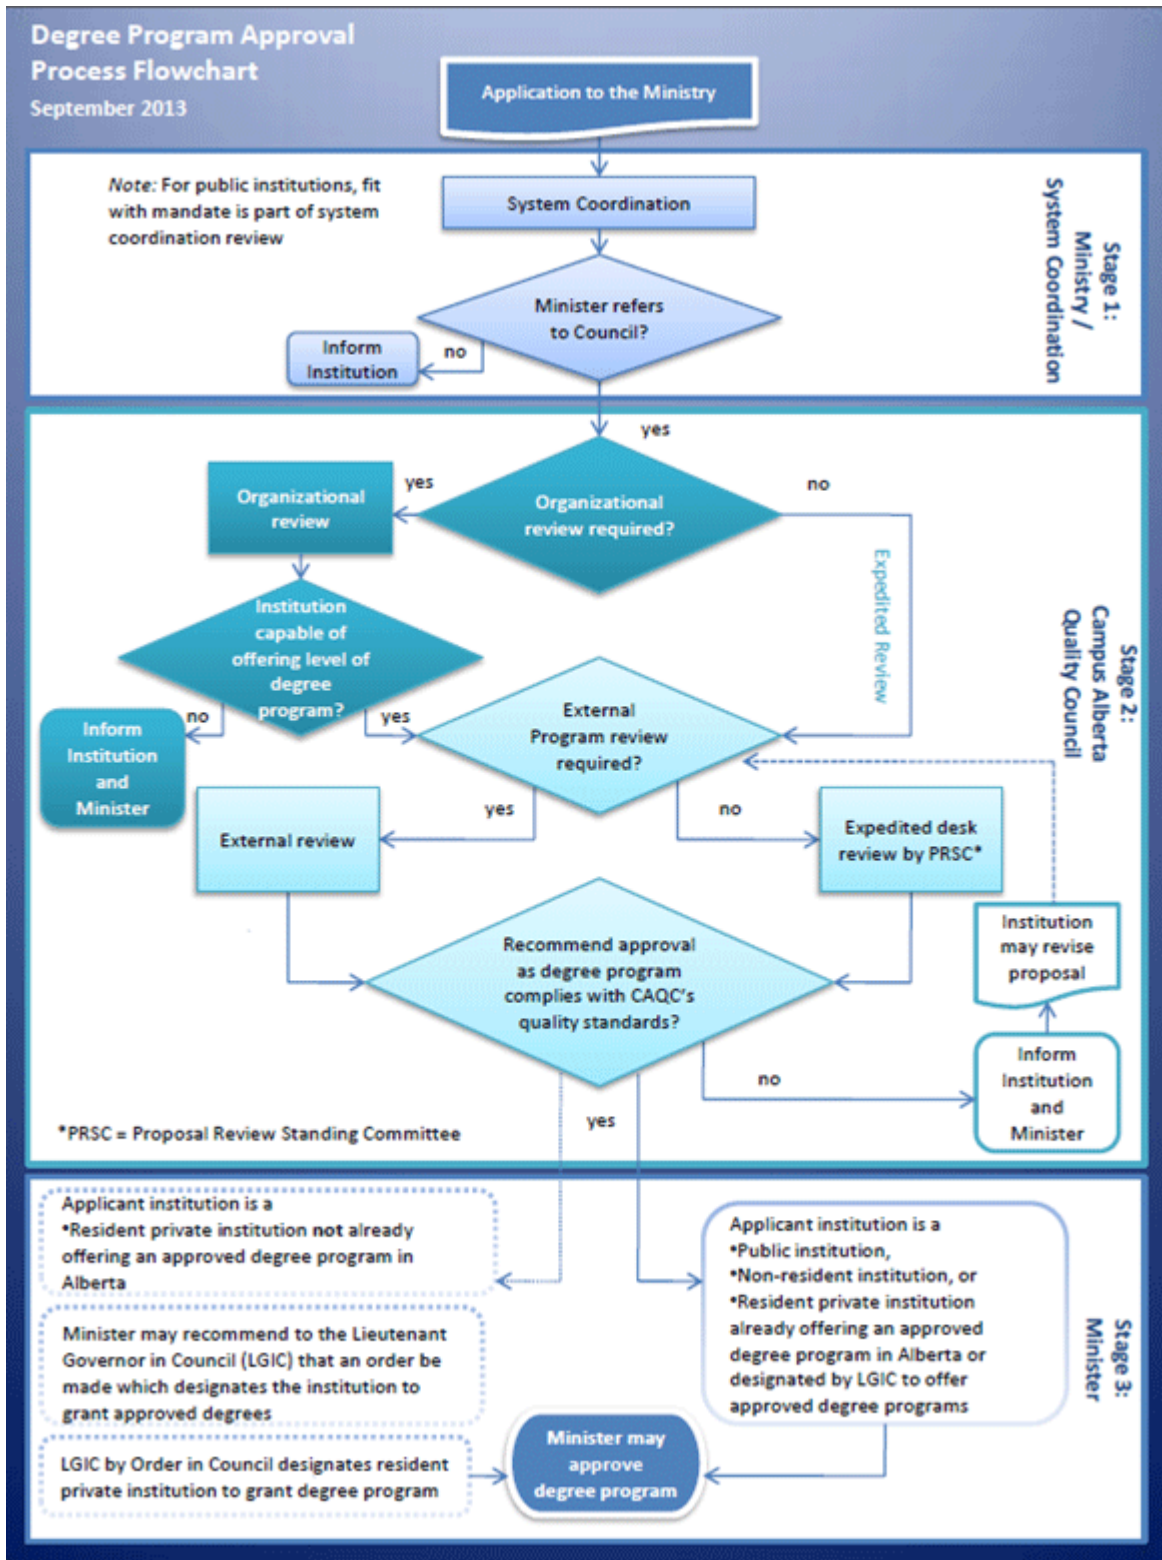 Degree Program Approval
Process Flowchart
September 2013
Application to the Ministry
Note: For public institutions, fit
with mandate is part of system
coordination review
System Coordination
Stage 1:
Ministry /
System Coordination
Minister refers
to Council?
no
Inform
Institution
yes
Organizational
review required?
yes
no
Organizational
review
Expedited Review
Institution
capable of
offering level of
degree
program?
no
yes
Inform
Institution
and
Minister
External
Program review
required?
Stage 2:
Campus Alberta
Quality Council
yes
no
External review
Expedited desk
review by PRSC*
Recommend approval
as degree program
complies with CAQC's
quality standards?
Institution
may revise
proposal
no
Inform
Institution
and
Minister
yes
*PRSC = Proposal Review Standing Committee
Applicant institution is a
•Resident private institution not already
offering an approved degree program in
Alberta
Minister may recommend to the Lieutenant
Governor in Council (LGIC) that an order be
made which designates the institution to
grant approved degrees
LGIC by Order in Council designates resident
private institution to grant degree program
Applicant institution is a
•Public institution,
•Non-resident institution, or
•Resident private institution
already offering an approved
degree program in Alberta or
designated by LGIC to offer
approved degree programs
Stage 3:
Minister
Minister may
approve
degree program